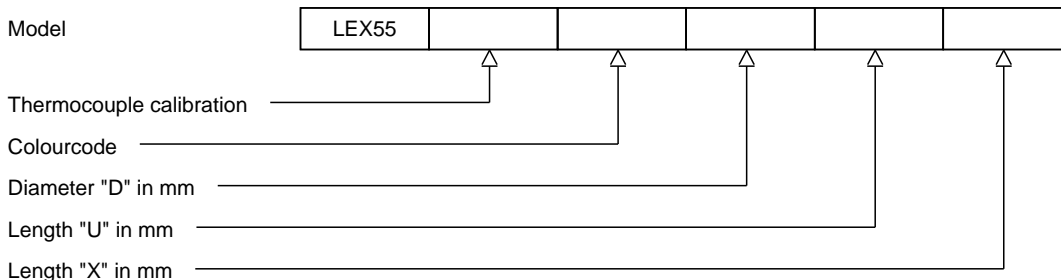 Model LEX55
Thermocouple calibration
Colourcode
Diameter "D" in mm
Length "U" in mm
Length "X" in mm